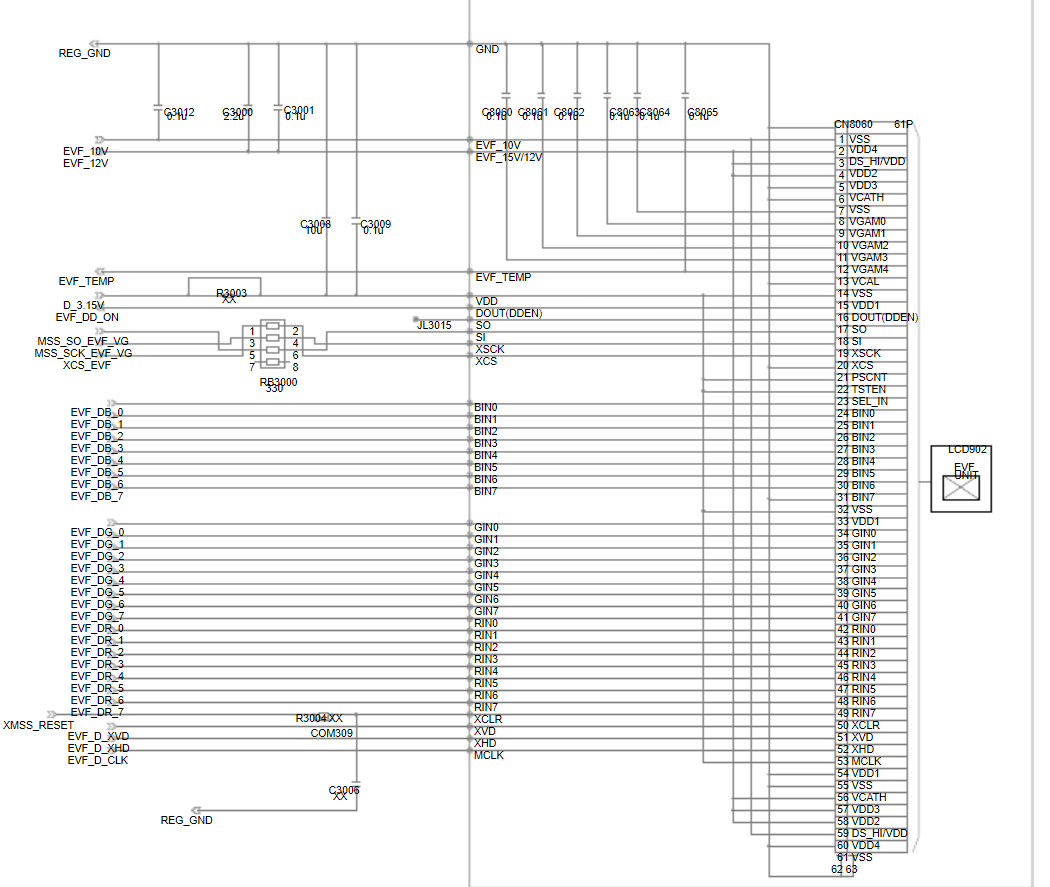 REG_GND
GND
C3012
0.1u
C3000
2.2u
C3001
0.1u
C8060
0.1u
C8061
0.1u
C8062
0.1u
C8063
0.1u
C8064
0.1u
C8065
0.1u
CN8060 61P
EVF_10V
EVF_12V
EVF_10V
EVF_15V/12V
C3008
10u
C3009
0.1u
EVF_TEMP
EVF_TEMP
R3003
XX
D_3.15V
EVF_DD_ON
MSS_SO_EVF_VG
MSS_SCK_EVF_VG
XCS_EVF
1 2
3 4
5 6
7 8
RB3000
330
JL3015
VDD
DOUT(DDEN)
SO
SI
XSCK
XCS
EVF_DB_0
EVF_DB_1
EVF_DB_2
EVF_DB_3
EVF_DB_4
EVF_DB_5
EVF_DB_6
EVF_DB_7
BIN0
BIN1
BIN2
BIN3
BIN4
BIN5
BIN6
BIN7
EVF_DG_0
EVF_DG_1
EVF_DG_2
EVF_DG_3
EVF_DG_4
EVF_DG_5
EVF_DG_6
EVF_DG_7
EVF_DR_0
EVF_DR_1
EVF_DR_2
EVF_DR_3
EVF_DR_4
EVF_DR_5
EVF_DR_6
EVF_DR_7
GIN0
GIN1
GIN2
GIN3
GIN4
GIN5
GIN6
GIN7
RIN0
RIN1
RIN2
RIN3
RIN4
RIN5
RIN6
RIN7
XCLR
XVD
XHD
MCLK
XMSS_RESET
EVF_D_XVD
EVF_D_XHD
EVF_D_CLK
R3004 XX
COM309
C3006
XX
REG_GND
1 VSS
2 VDD4
3 DS_HI/VDD
4 VDD2
5 VDD3
6 VCATH
7 VSS
8 VGAM0
9 VGAM1
10 VGAM2
11 VGAM3
12 VGAM4
13 VCAL
14 VSS
15 VDD1
16 DOUT(DDEN)
17 SO
18 SI
19 XSCK
20 XCS
21 PSCNT
22 TSTEN
23 SEL_IN
24 BIN0
25 BIN1
26 BIN2
27 BIN3
28 BIN4
29 BIN5
30 BIN6
31 BIN7
32 VSS
33 VDD1
34 GIN0
35 GIN1
36 GIN2
37 GIN3
38 GIN4
39 GIN5
40 GIN6
41 GIN7
42 RIN0
43 RIN1
44 RIN2
45 RIN3
46 RIN4
47 RIN5
48 RIN6
49 RIN7
50 XCLR
51 XVD
52 XHD
53 MCLK
54 VDD1
55 VSS
56 VCATH
57 VDD3
58 VDD2
59 DS_HI/VDD
60 VDD4
61 VSS
62 63
LCD902
EVF
UNIT